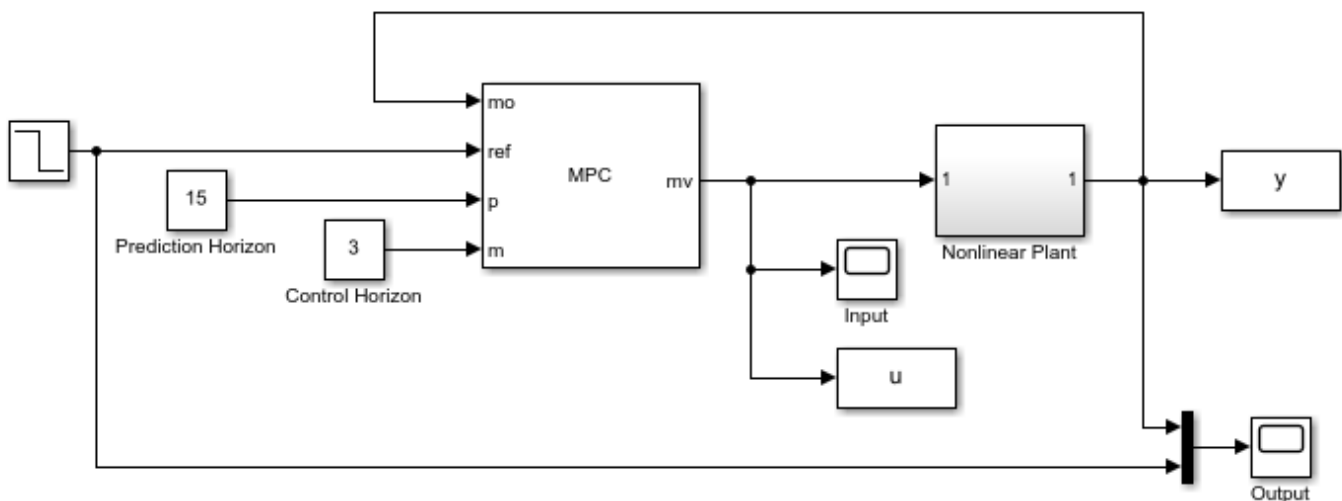 mo
ref
p
m
MPC
mv
15
Prediction Horizon
3
Control Horizon
1
1
Nonlinear Plant
y
Input
u
Output